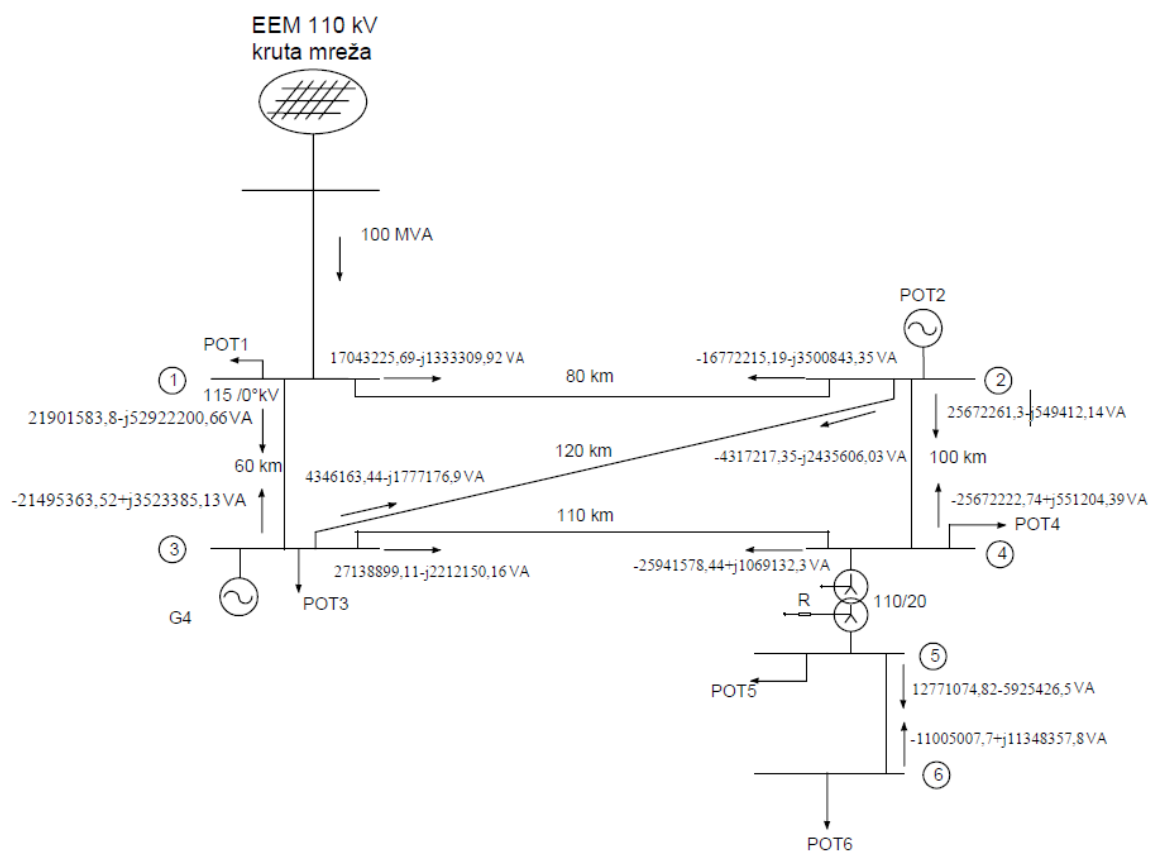 EEM 110 kV
kruta mreža
100 MVA
POT2
POT1
17043225,69-j1333309,92 VA
-16772215,19-j3500843,35 VA
1
80 km
2
115 /0°kV
21901583,8-j52922200,66 VA
25672261,3-j549412,14 VA
120 km
60 km
-4317217,35-j2435606,03 VA
100 km
4346163,44-j1777176,9 VA
-21495363,52+j3523385,13 VA
-25672222,74+j551204,39 VA
110 km
POT4
3
4
27138899,11-j2212150,16 VA
-25941578,44+j1069132,3 VA
POT3
G4
R
110/20
5
POT5
12771074,82-5925426,5 VA
-11005007,7+j11348357,8 VA
6
POT6